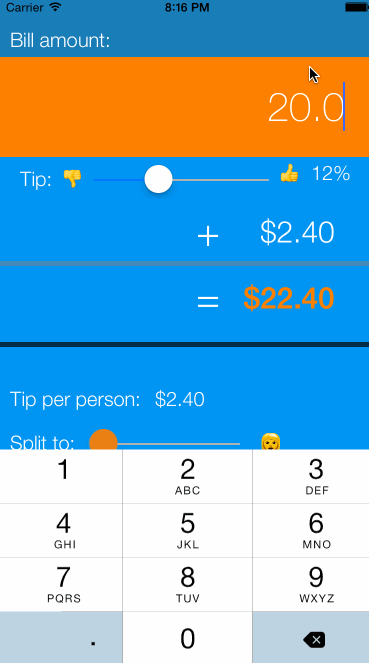 Carrier 8:16 PM
Bill amount:
20.0
Tip: 12%
+ $2.40
= $22.40
Tip per person: $2.40
Split to:
1 2 3
ABC DEF
4 5 6
GHI JKL MNO
7 8 9
PQRS TUV WXYZ
. 0